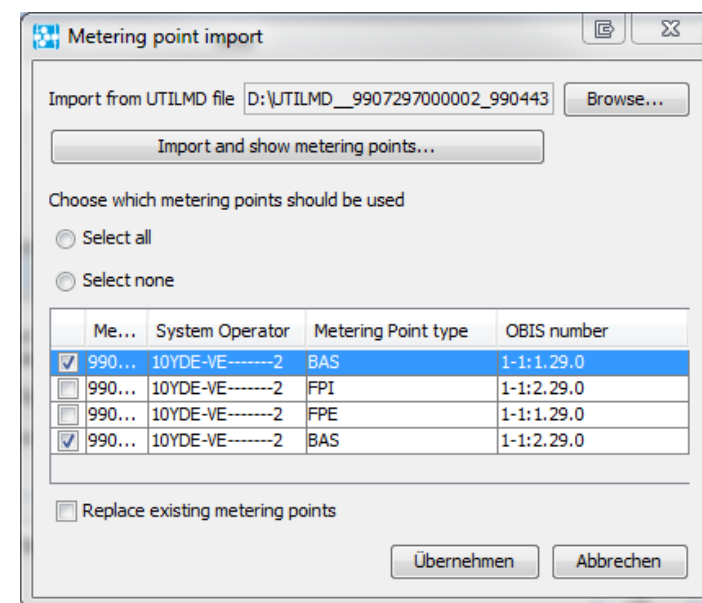 Metering point import
Import from UTILMD file D:\UTILMD__9907297000002_990443 Browse...
Import and show metering points...
Choose which metering points should be used
Select all
Select none
Me... System Operator Metering Point type OBIS number
990... 10YDE-VE-------2 BAS 1-1:1.29.0
990... 10YDE-VE-------2 FPI 1-1:2.29.0
990... 10YDE-VE-------2 FPE 1-1:1.29.0
990... 10YDE-VE-------2 BAS 1-1:2.29.0
Replace existing metering points
Übernehmen Abbrechen